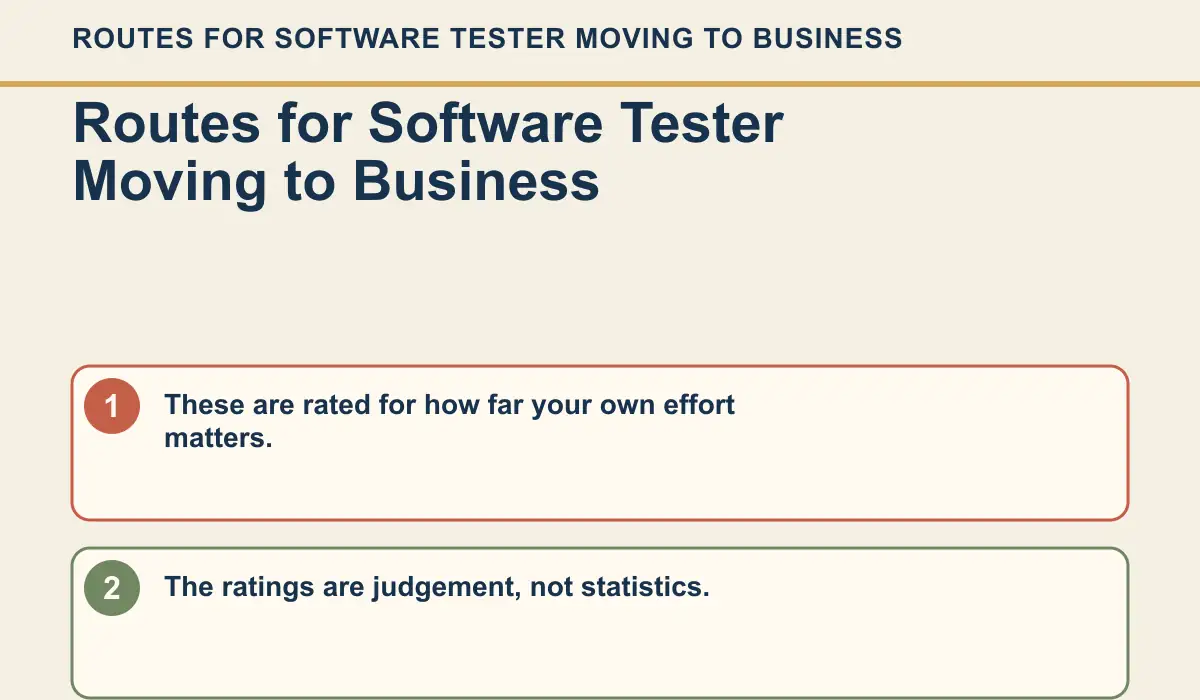 ROUTES FOR SOFTWARE TESTER MOVING TO BUSINESS
Routes for Software Tester
Moving to Business
1
These are rated for how far your own effort
matters.
2
The ratings are judgement, not statistics.